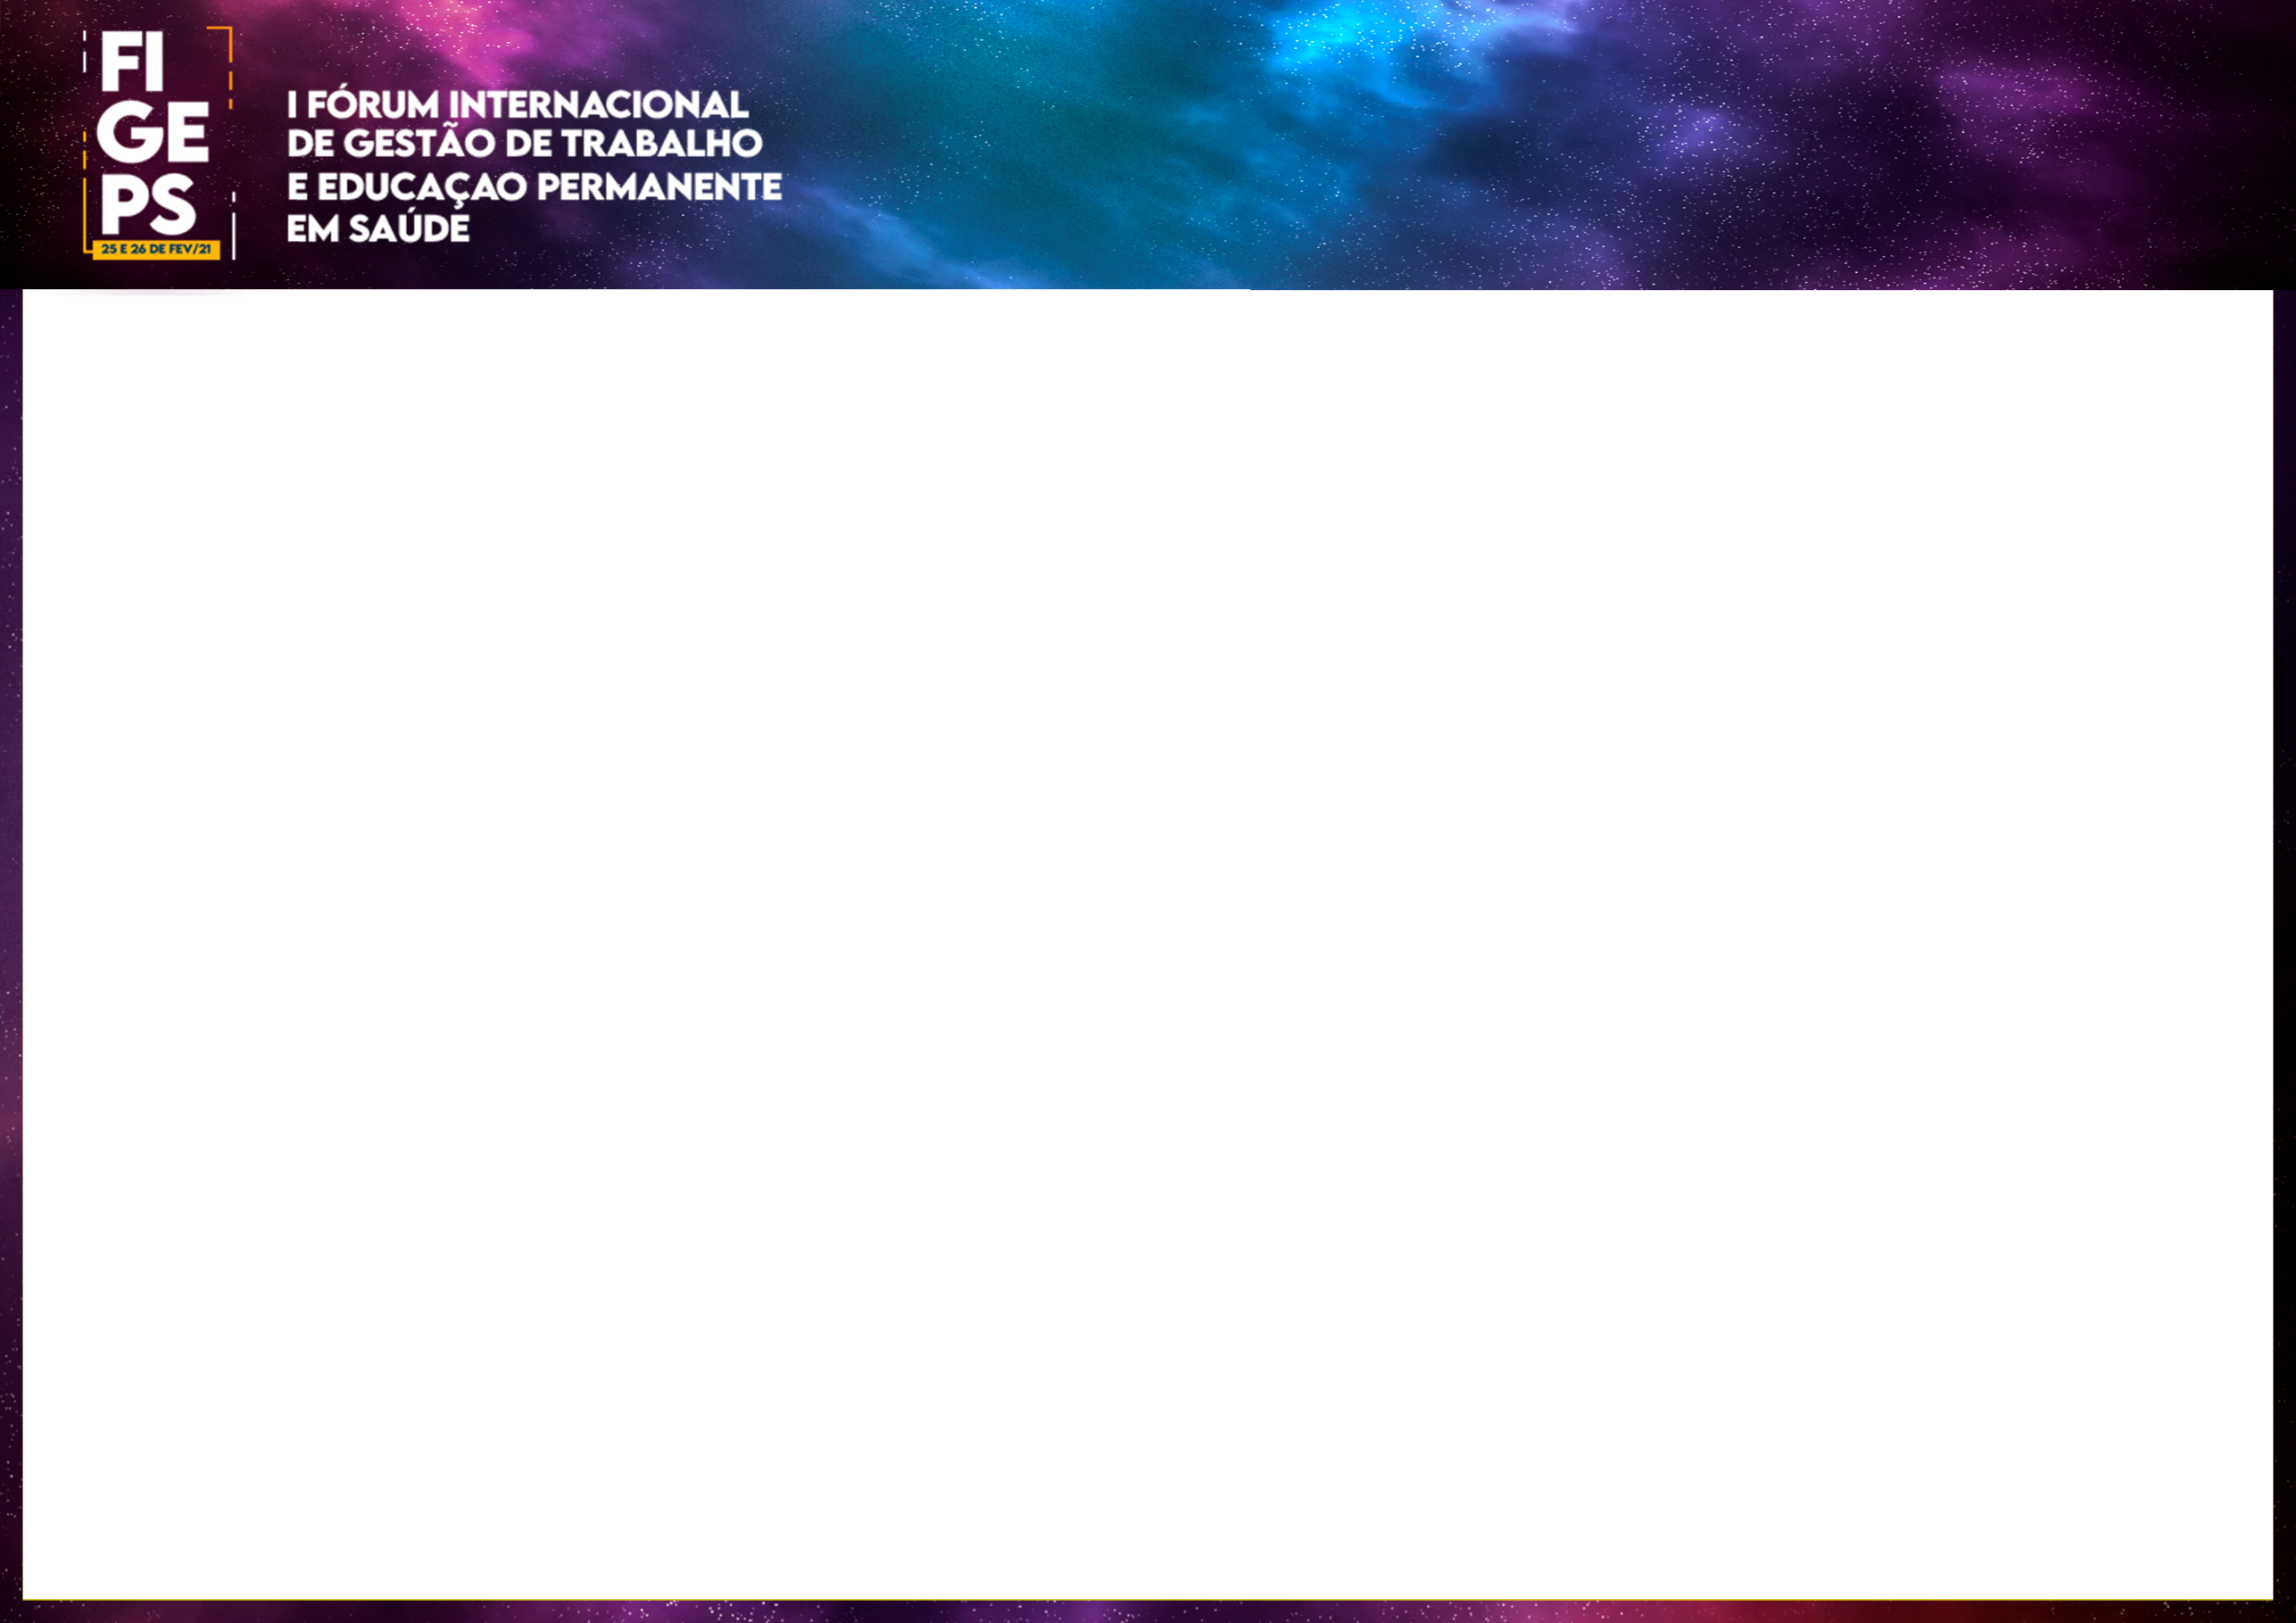 FI
GE
PS
25 E 26 DE FEV/21
I FÓRUM INTERNACIONAL
DE GESTÃO DE TRABALHO
E EDUCAÇAO PERMANENTE
EM SAÚDE